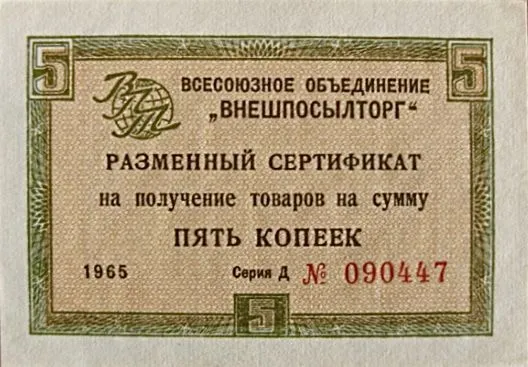 5 5
ВПТ
ВСЕСОЮЗНОЕ ОБЪЕДИНЕНИЕ
„ВНЕШПОСЫЛТОРГ“
РАЗМЕННЫЙ СЕРТИФИКАТ
на получение товаров на сумму
ПЯТЬ КОПЕЕК
1965 Серия Д № 090447
5